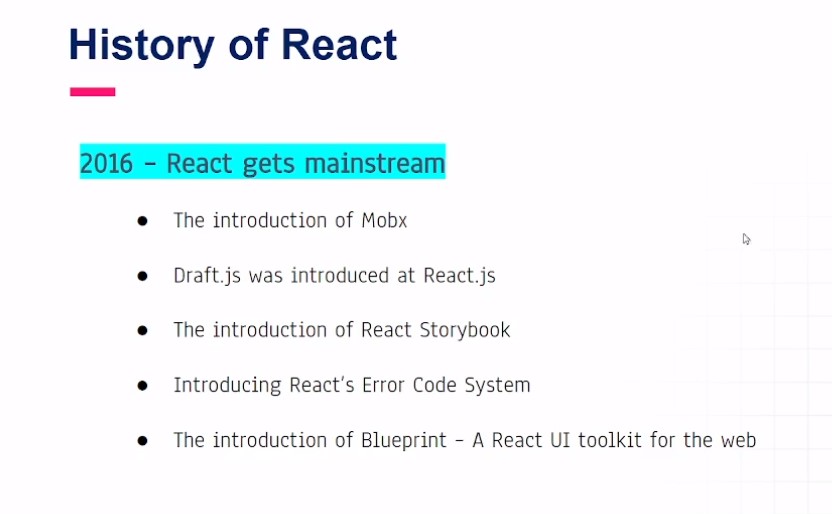 History of React
2016 – React gets mainstream
● The introduction of Mobx
● Draft.js was introduced at React.js
● The introduction of React Storybook
● Introducing React's Error Code System
● The introduction of Blueprint – A React UI toolkit for the web